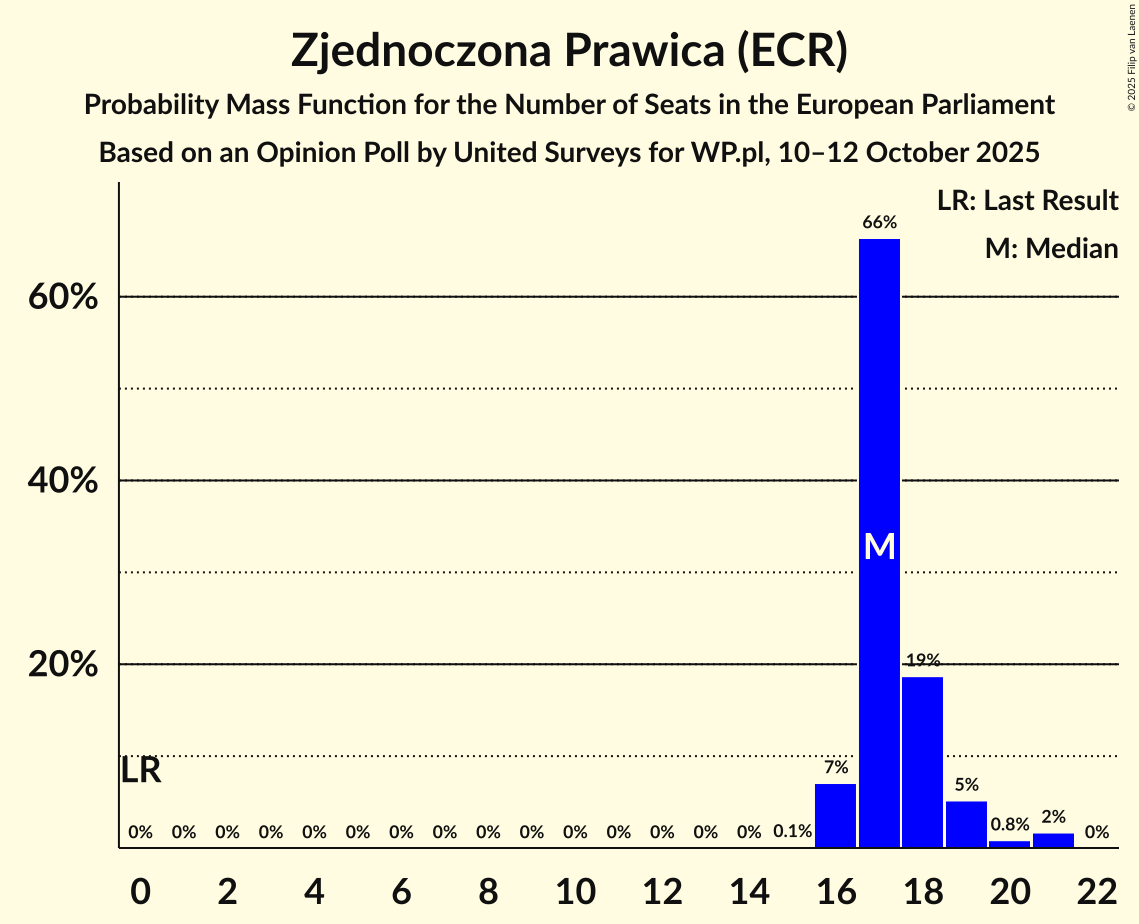 Zjednoczona Prawica (ECR)
Probability Mass Function for the Number of Seats in the European Parliament
Based on an Opinion Poll by United Surveys for WP.pl, 10–12 October 2025
© 2025 Filip van Laenen
LR: Last Result
M: Median
66%
60%
40%
M
20%
19%
LR
7%
5%
0% 0% 0% 0% 0% 0% 0% 0% 0% 0% 0% 0% 0% 0% 0% 0.1% 0.8% 2% 0%
0 2 4 6 8 10 12 14 16 18 20 22